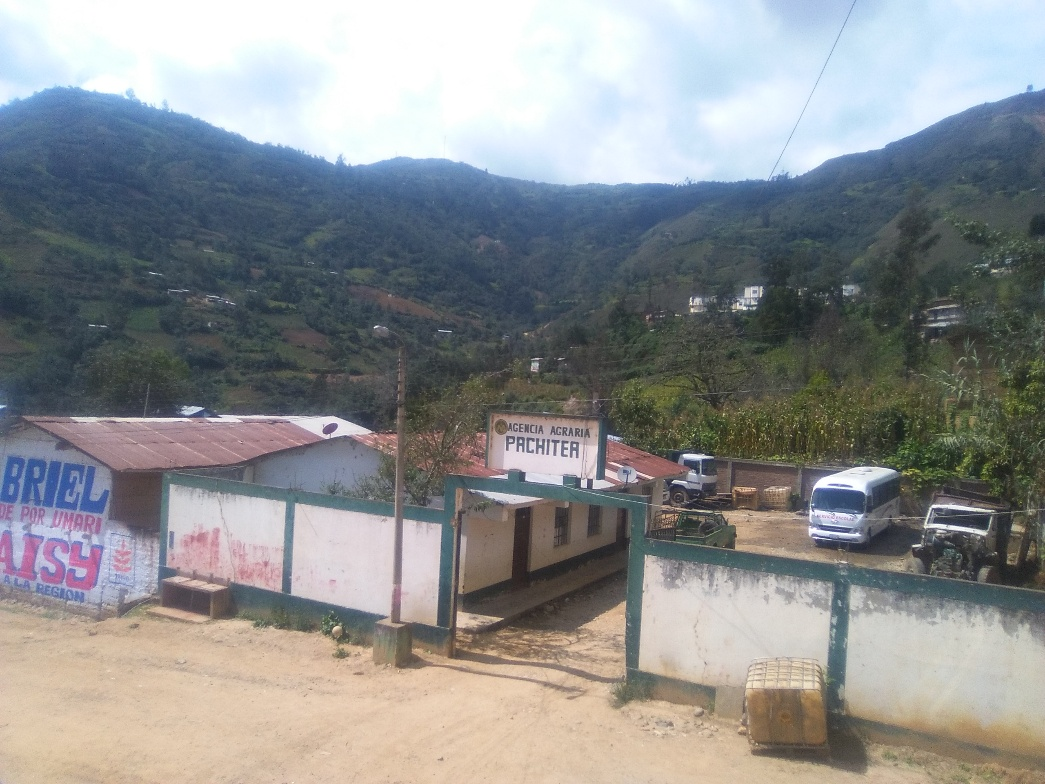 AGENCIA AGRARIA
PACHITEA
BRIEL
DE POR UMARI
AISY
A LA REGION